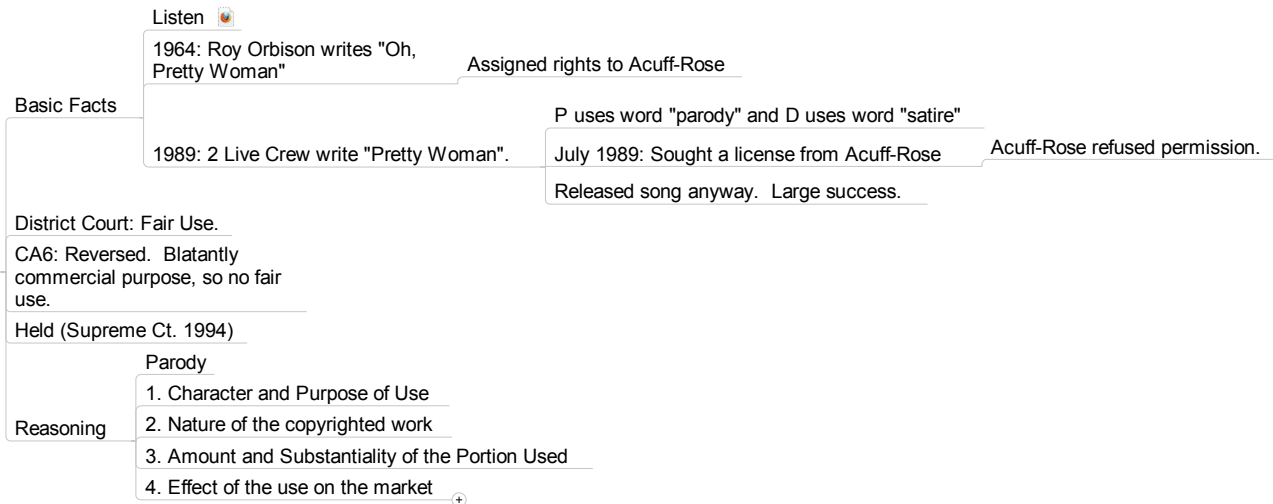 Listen
1964: Roy Orbison writes "Oh,
Pretty Woman"
Assigned rights to Acuff-Rose
Basic Facts
P uses word "parody" and D uses word "satire"
1989: 2 Live Crew write "Pretty Woman".
July 1989: Sought a license from Acuff-Rose
Acuff-Rose refused permission.
Released song anyway.  Large success.
District Court: Fair Use.
CA6: Reversed.  Blatantly
commercial purpose, so no fair
use.
Held (Supreme Ct. 1994)
Reasoning
Parody
1. Character and Purpose of Use
2. Nature of the copyrighted work
3. Amount and Substantiality of the Portion Used
4. Effect of the use on the market